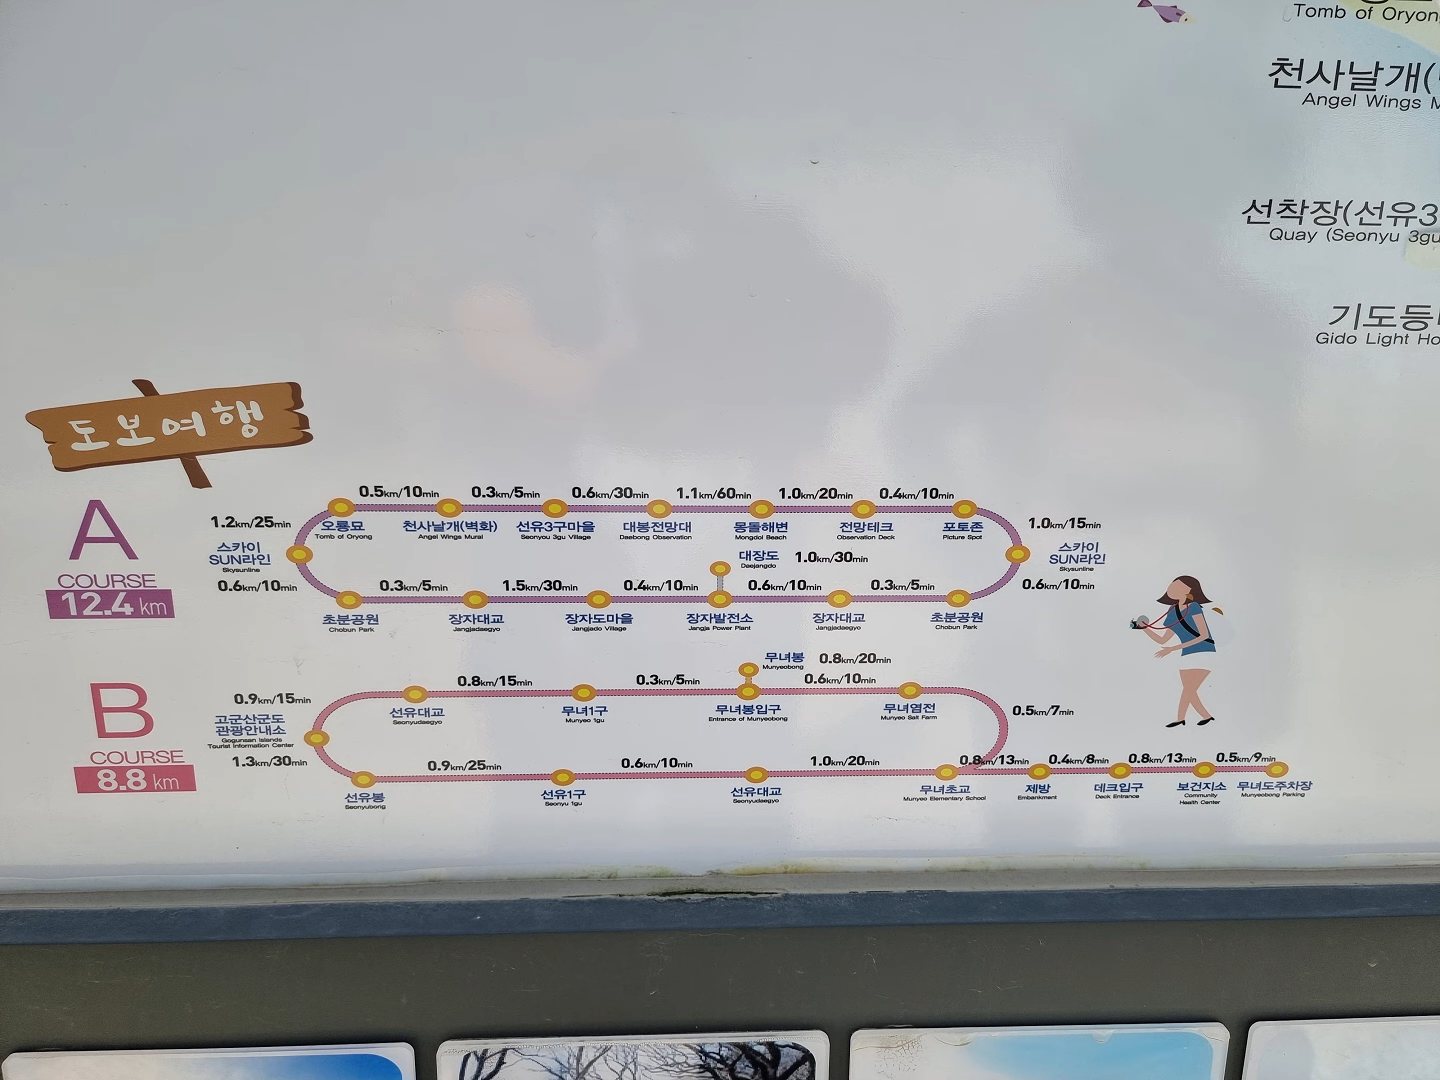 Tomb of Oryon
천사날개(
Angel Wings M
선착장(선유3
Quay (Seonyu 3gu
기도등
Gido Light Ho
도보여행
A
COURSE
12.4 km
0.5km/10min 0.3km/5min 0.6km/30min 1.1km/60min 1.0km/20min 0.4km/10min
1.2km/25min 1.0km/15min
오룡묘 천사날개(벽화) 선유3구마을 대봉전망대 몽돌해변 전망테크 포토존
Tomb of Oryong Angel Wings Mural Seonyou 3gu Village Daebong Observation Mongdol Beach Observation Deck Picture Spot
스카이
SUN라인
Skysunline
스카이
SUN라인
Skysunline
대장도 1.0km/30min
Daejangdo
0.6km/10min 0.3km/5min 1.5km/30min 0.4km/10min 0.6km/10min 0.3km/5min 0.6km/10min
초분공원 장자대교 장자도마을 장자발전소 장자대교 초분공원
Chobun Park Jangjadaegyo Jangjado Village Jangja Power Plant Jangjadaegyo Chobun Park
B
COURSE
8.8 km
무녀봉 0.8km/20min
Munyeobong
0.9km/15min 0.8km/15min 0.3km/5min 0.6km/10min 0.5km/7min
선유대교 무녀1구 무녀봉입구 무녀염전
Seonyudaegyo Munyeo 1gu Entrance of Munyeobong Munyeo Salt Farm
고군산군도
관광안내소
Gogunsan Islands
Tourist Information Center
1.3km/30min 0.9km/25min 0.6km/10min 1.0km/20min 0.8km/13min 0.4km/8min 0.8km/13min 0.5km/9min
선유봉 선유1구 선유대교 무녀초교 제방 데크입구 보건지소 무녀도주차장
Seonyubong Seonyu 1gu Seonyudaegyo Munyeo Elementary School Embankment Deck Entrance Community Health Center Munyeobong Parking